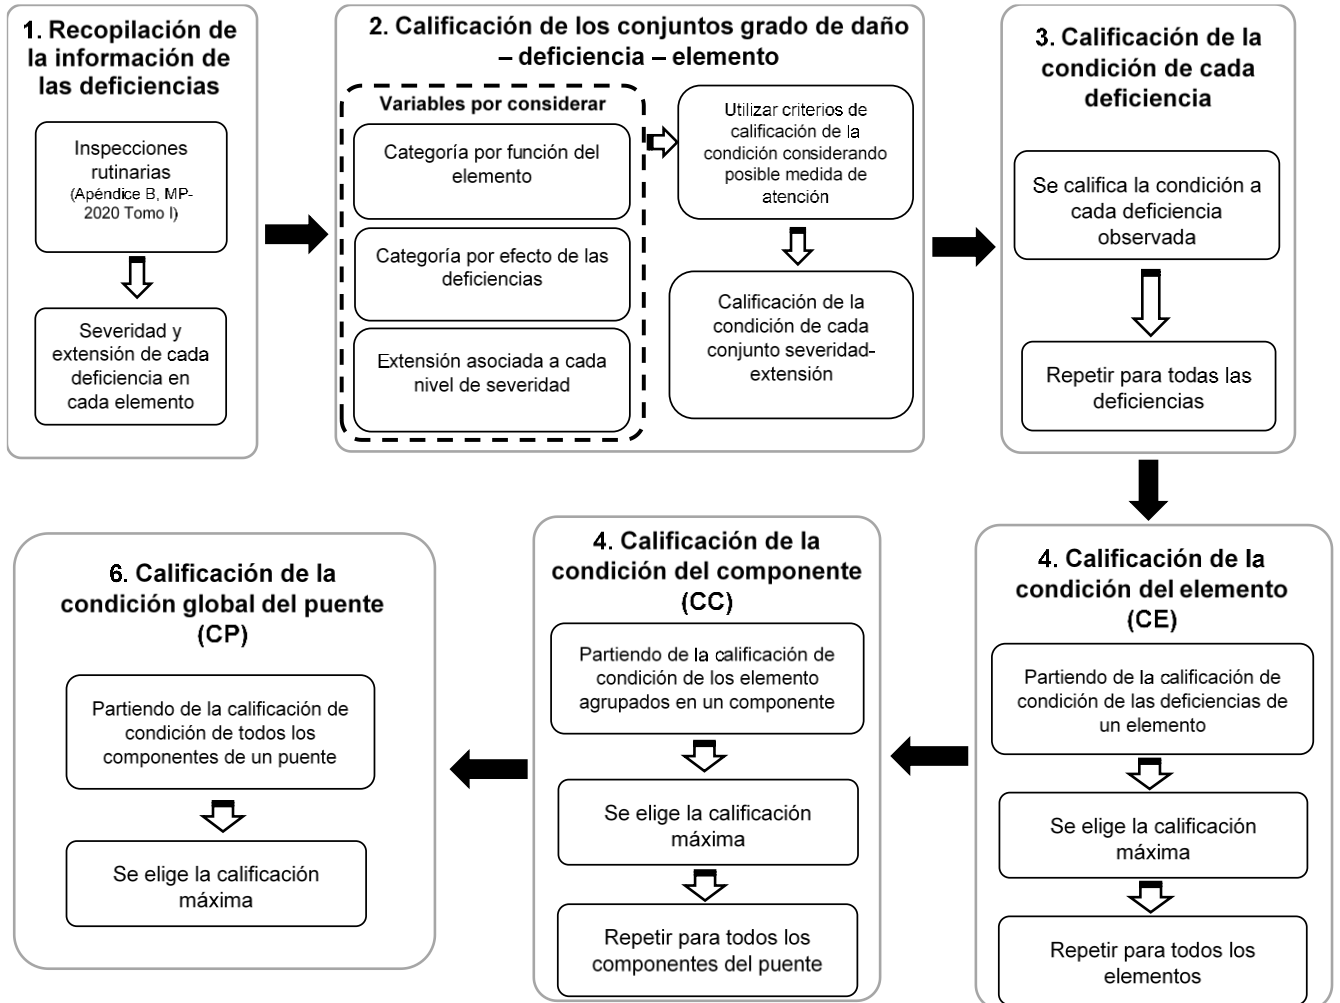 1. Recopilación de
la información de
las deficiencias
Inspecciones
rutinarias
(Apéndice B, MP-
2020 Tomo I)
Severidad y
extensión de cada
deficiencia en
cada elemento
2. Calificación de los conjuntos grado de daño
– deficiencia – elemento
Variables por considerar
Categoría por función del
elemento
Categoría por efecto de las
deficiencias
Extensión asociada a cada
nivel de severidad
Utilizar criterios de
calificación de la
condición considerando
posible medida de
atención
Calificación de la
condición de cada
conjunto severidad-
extensión
3. Calificación de la
condición de cada
deficiencia
Se califica la condición a
cada deficiencia
observada
Repetir para todas las
deficiencias
4. Calificación de la
condición del elemento
(CE)
Partiendo de la calificación de
condición de las deficiencias de
un elemento
Se elige la calificación
máxima
Repetir para todos los
elementos
4. Calificación de la
condición del componente
(CC)
Partiendo de la calificación de
condición de los elemento
agrupados en un componente
Se elige la calificación
máxima
Repetir para todos los
componentes del puente
6. Calificación de la
condición global del puente
(CP)
Partiendo de la calificación de
condición de todos los
componentes de un puente
Se elige la calificación
máxima